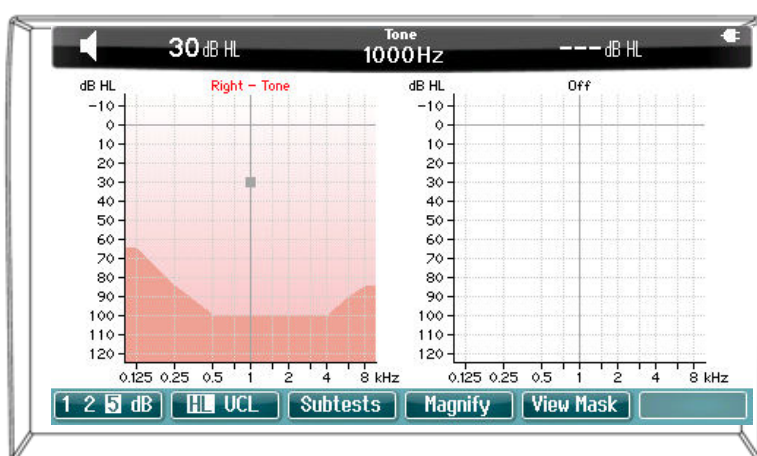 30 dB HL
Tone
1000Hz
--- dB HL
dB HL
Right - Tone
-10
0
10
20
30
40
50
60
70
80
90
100
110
120
0.125 0.25 0.5 1 2 4 8 kHz
dB HL
Off
-10
0
10
20
30
40
50
60
70
80
90
100
110
120
0.125 0.25 0.5 1 2 4 8 kHz
1 2 5 dB
HL UCL
Subtests
Magnify
View Mask